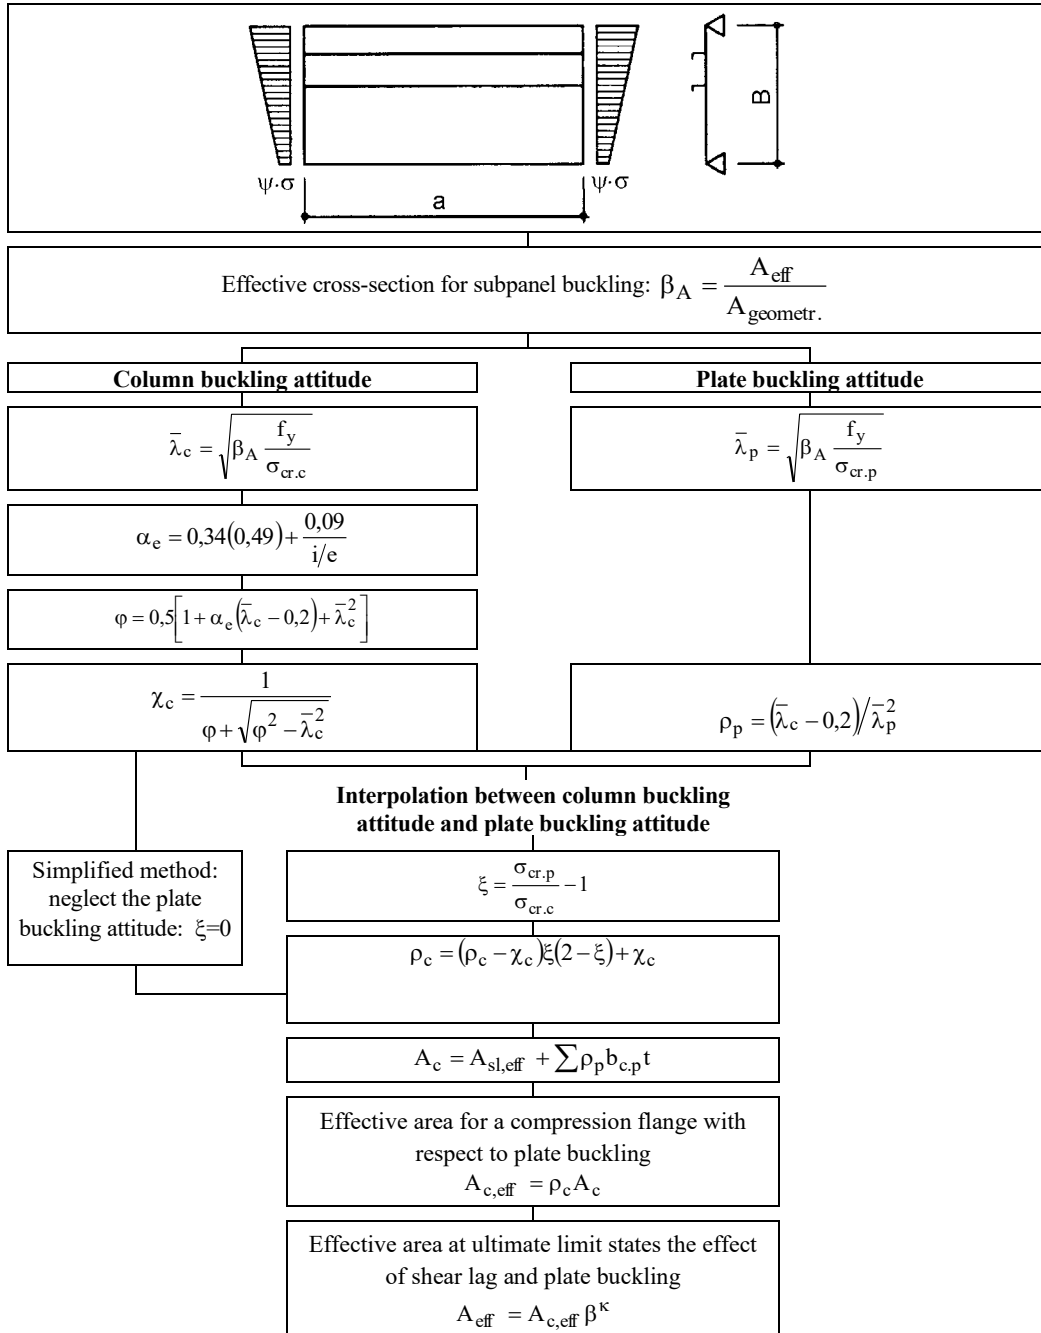 ψ·σ
ψ·σ
a
B
Effective cross-section for subpanel buckling: β_A = A_eff / A_geometr.
Column buckling attitude
Plate buckling attitude
λ̄_c = √(β_A f_y / σ_cr.c)
λ̄_p = √(β_A f_y / σ_cr.p)
α_e = 0,34(0,49) + 0,09 / (i/e)
φ = 0,5[1 + α_e(λ̄_c − 0,2) + λ̄_c²]
χ_c = 1 / (φ + √(φ² − λ̄_c²))
ρ_p = (λ̄_c − 0,2)/λ̄_p²
Interpolation between column buckling
attitude and plate buckling attitude
Simplified method:
neglect the plate
buckling attitude: ξ=0
ξ = σ_cr.p / σ_cr.c − 1
ρ_c = (ρ_c − χ_c)ξ(2 − ξ) + χ_c
A_c = A_sl,eff + ∑ρ_p b_c.p t
Effective area for a compression flange with
respect to plate buckling
A_c,eff = ρ_c A_c
Effective area at ultimate limit states the effect
of shear lag and plate buckling
A_eff = A_c,eff β^κ